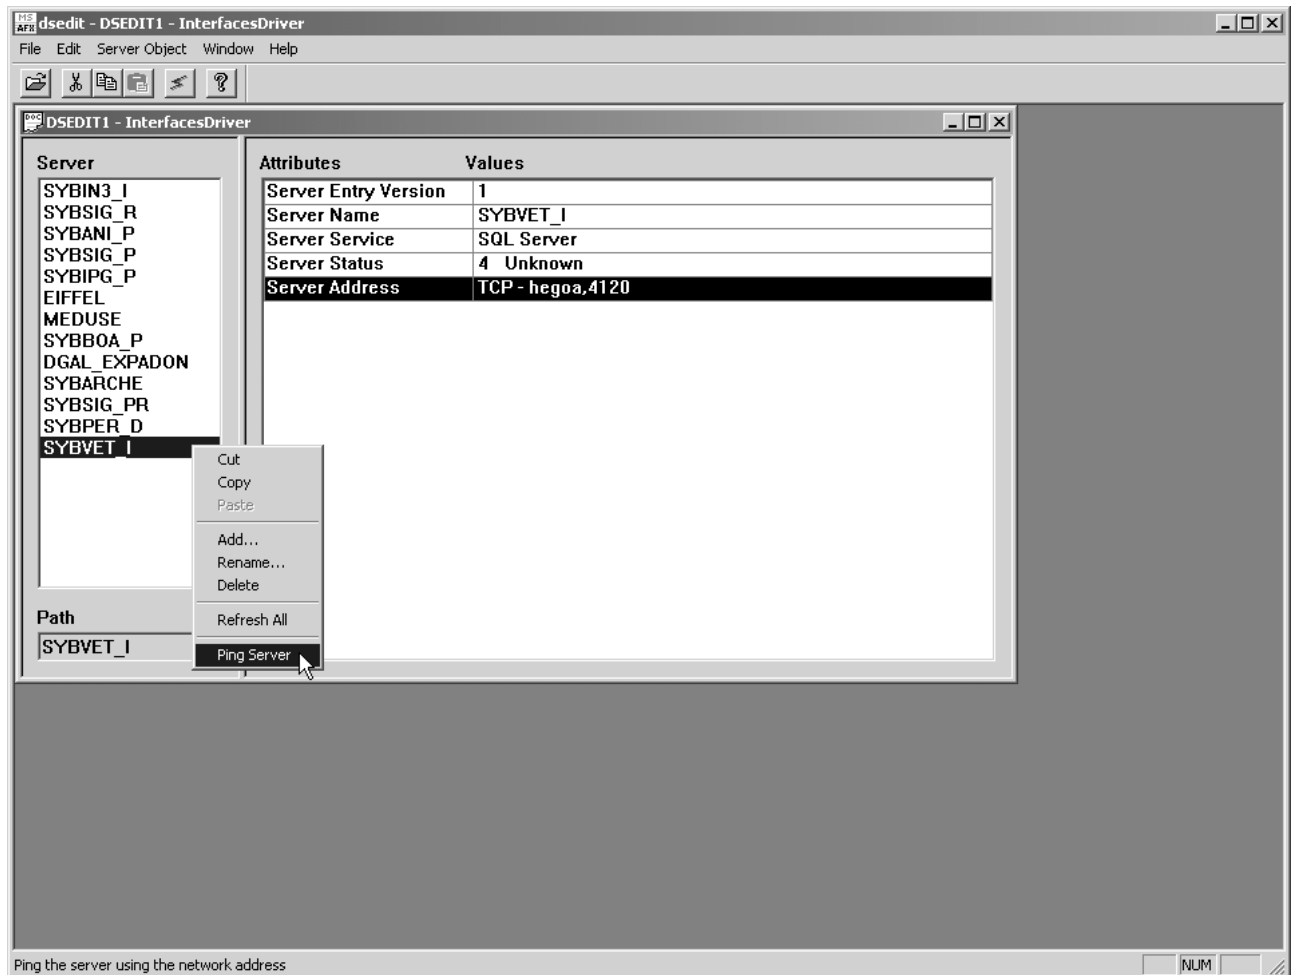 MS AFX dsedit - DSEDIT1 - InterfacesDriver
File Edit Server Object Window Help
DOC DSEDIT1 - InterfacesDriver
Server
SYBIN3_I
SYBSIG_R
SYBANI_P
SYBSIG_P
SYBIPG_P
EIFFEL
MEDUSE
SYBBOA_P
DGAL_EXPADON
SYBARCHE
SYBSIG_PR
SYBPER_D
SYBVET_I
Path
SYBVET_I
Attributes Values
Server Entry Version 1
Server Name SYBVET_I
Server Service SQL Server
Server Status 4 Unknown
Server Address TCP - hegoa,4120
Cut
Copy
Paste
Add...
Rename...
Delete
Refresh All
Ping Server
Ping the server using the network address NUM